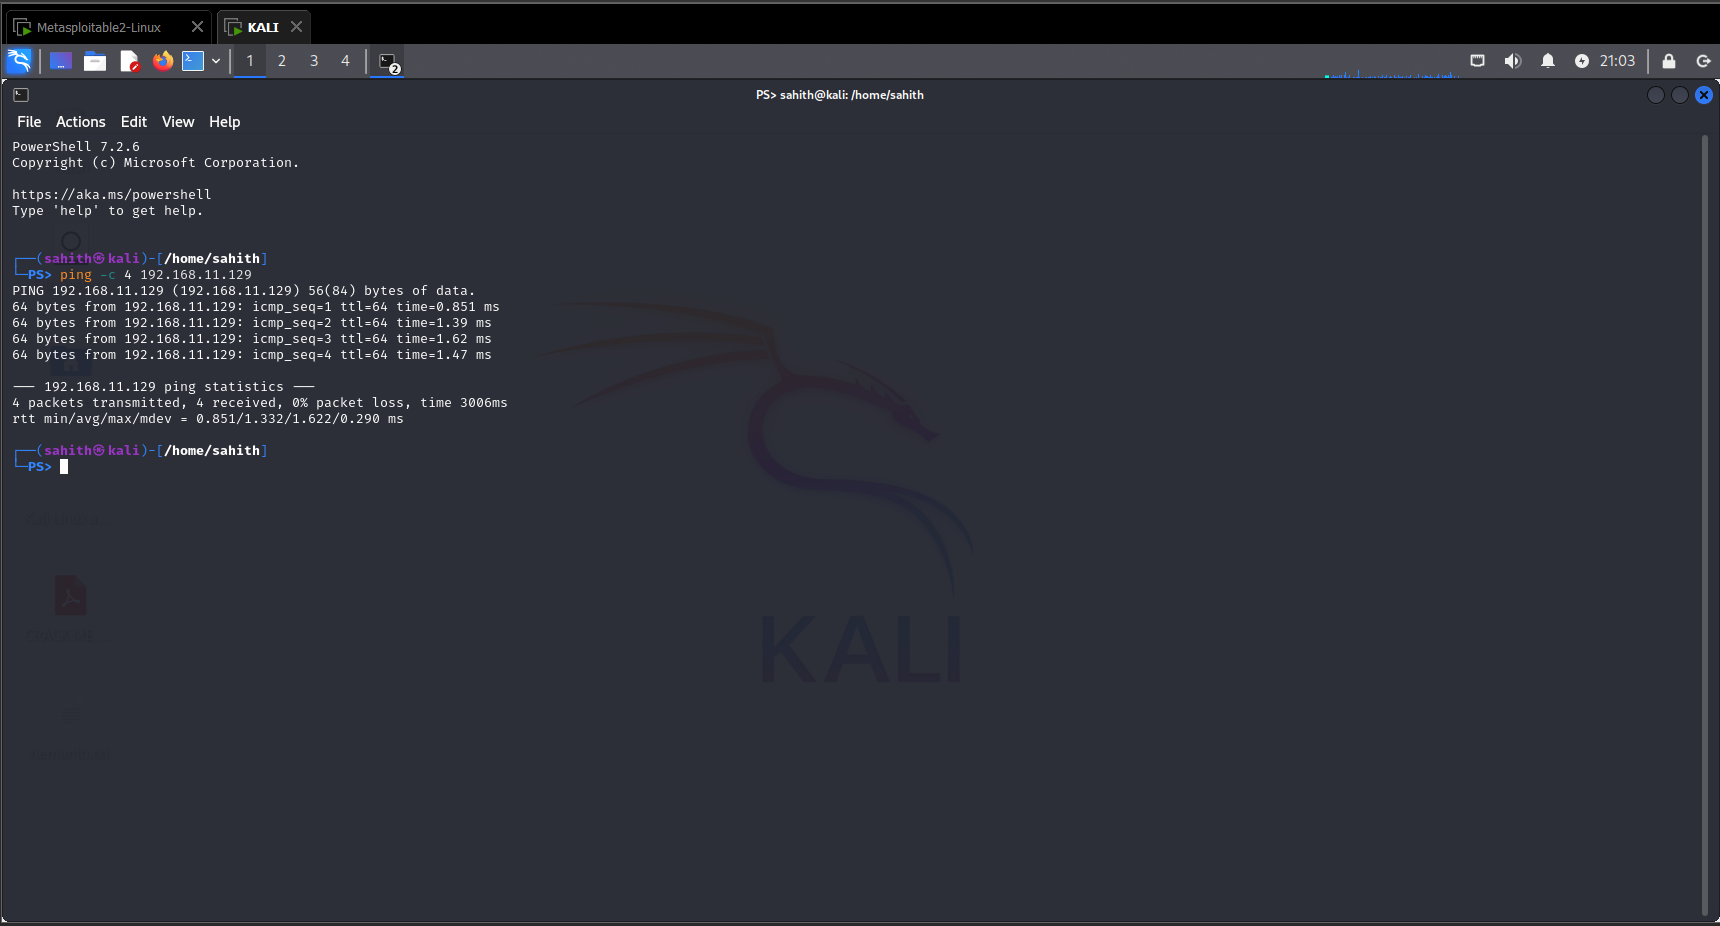 Metasploitable2-Linux
KALI
1 2 3 4
2
21:03
PS> sahith@kali: /home/sahith
File Actions Edit View Help
PowerShell 7.2.6
Copyright (c) Microsoft Corporation.
https://aka.ms/powershell
Type 'help' to get help.
┌──(sahith㉿kali)-[/home/sahith]
└─PS> ping -c 4 192.168.11.129
PING 192.168.11.129 (192.168.11.129) 56(84) bytes of data.
64 bytes from 192.168.11.129: icmp_seq=1 ttl=64 time=0.851 ms
64 bytes from 192.168.11.129: icmp_seq=2 ttl=64 time=1.39 ms
64 bytes from 192.168.11.129: icmp_seq=3 ttl=64 time=1.62 ms
64 bytes from 192.168.11.129: icmp_seq=4 ttl=64 time=1.47 ms
--- 192.168.11.129 ping statistics ---
4 packets transmitted, 4 received, 0% packet loss, time 3006ms
rtt min/avg/max/mdev = 0.851/1.332/1.622/0.290 ms
┌──(sahith㉿kali)-[/home/sahith]
└─PS>
KALI